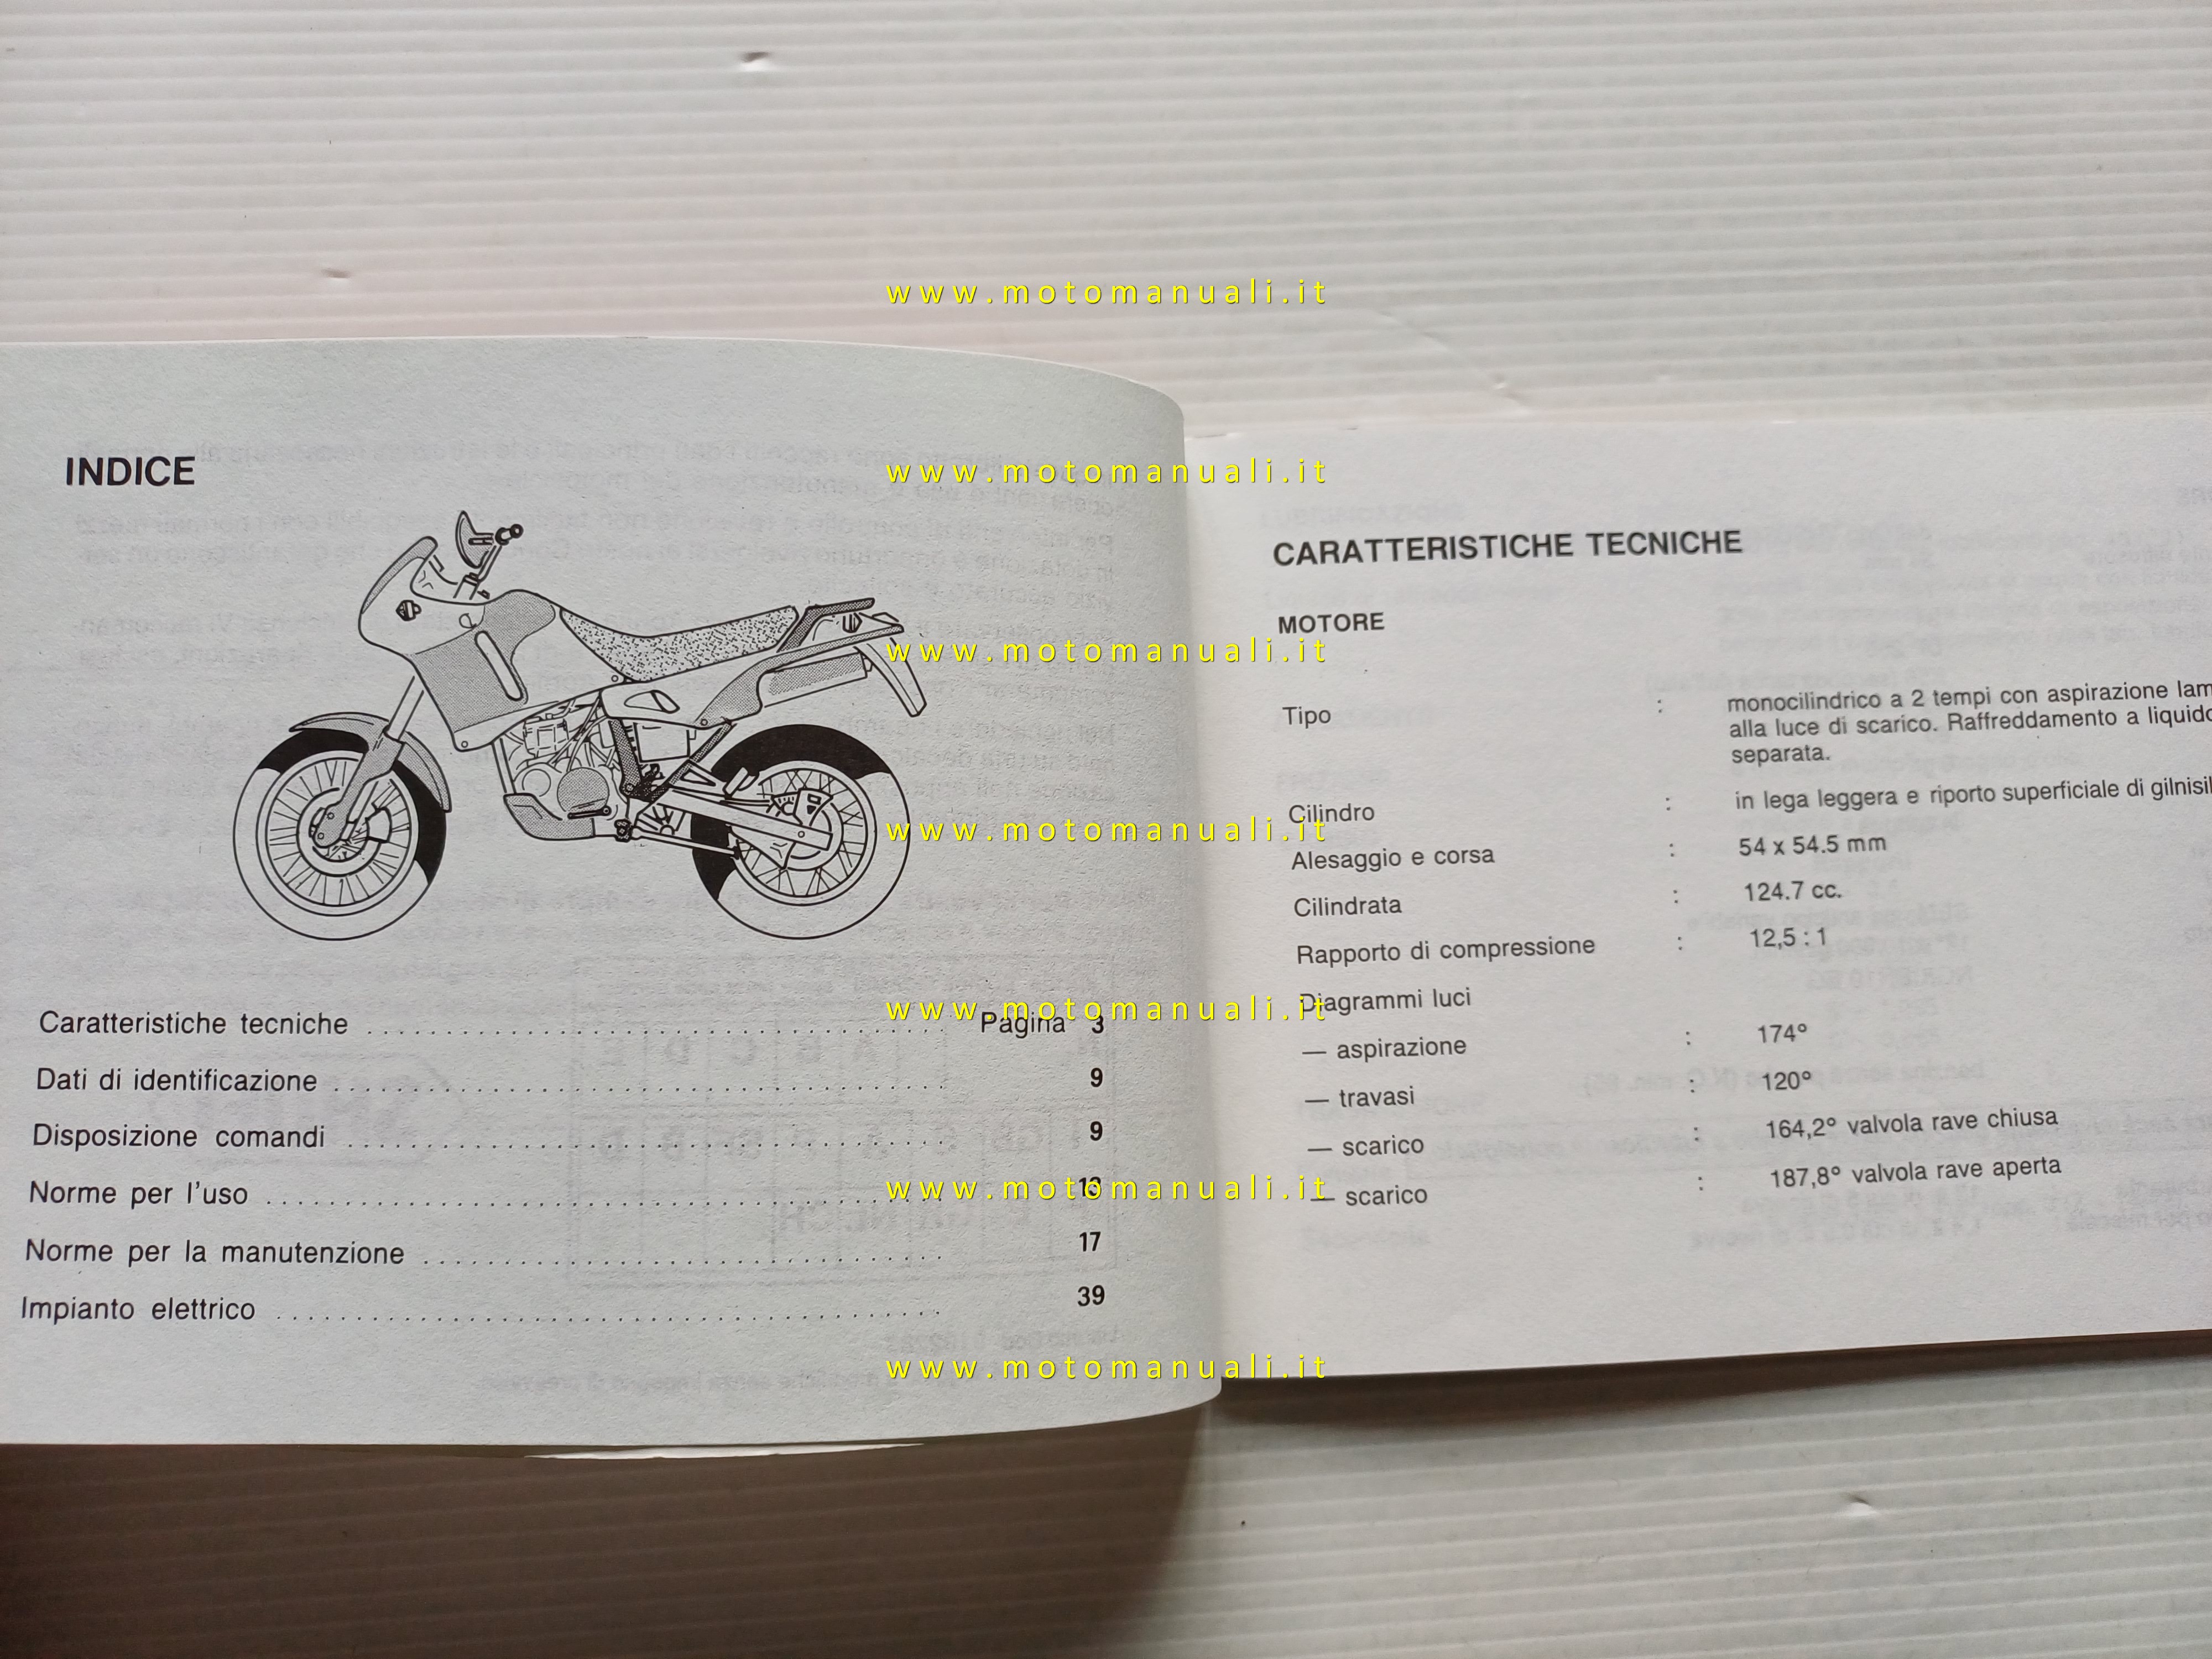 www.motomanuali.it
www.motomanuali.it
www.motomanuali.it
www.motomanuali.it
www.motomanuali.it
www.motomanuali.it
www.motomanuali.it
INDICE
Caratteristiche tecniche ........................................ Pagina 3
Dati di identificazione ........................................ 9
Disposizione comandi ........................................ 9
Norme per l'uso ........................................ 13
Norme per la manutenzione ........................................ 17
Impianto elettrico ........................................ 39
CARATTERISTICHE TECNICHE
MOTORE
Tipo : monocilindrico a 2 tempi con aspirazione lam
alla luce di scarico. Raffreddamento a liquido
separata.
Cilindro : in lega leggera e riporto superficiale di gilnisil
Alesaggio e corsa : 54 x 54.5 mm
Cilindrata : 124.7 cc.
Rapporto di compressione : 12,5 : 1
Diagrammi luci
— aspirazione : 174°
— travasi : 120°
— scarico : 164,2° valvola rave chiusa
— scarico : 187,8° valvola rave aperta